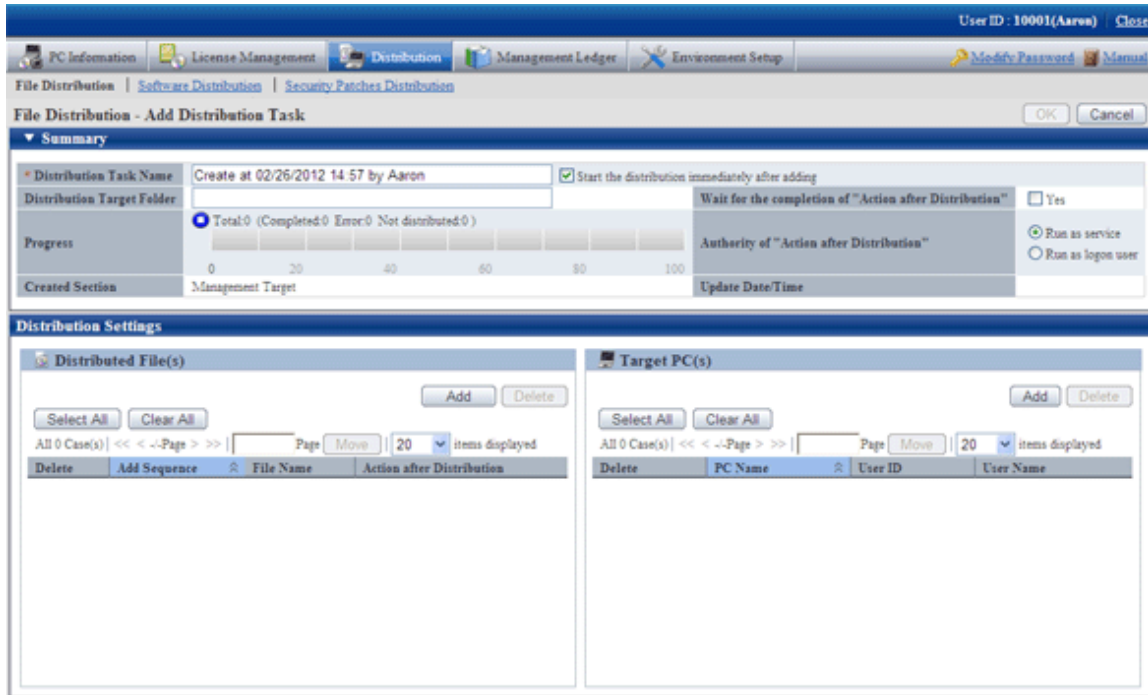 User ID : 10001(Aaron) Close
PC Information License Management Distribution Management Ledger Environment Setup Modify Password Manual
File Distribution | Software Distribution | Security Patches Distribution
File Distribution - Add Distribution Task OK Cancel
▼ Summary
* Distribution Task Name Create at 02/26/2012 14:57 by Aaron Start the distribution immediately after adding
Distribution Target Folder Wait for the completion of "Action after Distribution" Yes
Progress Total:0 (Completed:0 Error:0 Not distributed:0 ) Authority of "Action after Distribution" Run as service
0 20 40 60 80 100 Run as logon user
Created Section Management Target Update Date/Time
Distribution Settings
Distributed File(s)
Add Delete
Select All Clear All
All 0 Case(s)| << < -/-Page > >> | Page Move | 20 items displayed
Delete Add Sequence File Name Action after Distribution
Target PC(s)
Add Delete
Select All Clear All
All 0 Case(s)| << < -/-Page > >> | Page Move | 20 items displayed
Delete PC Name User ID User Name